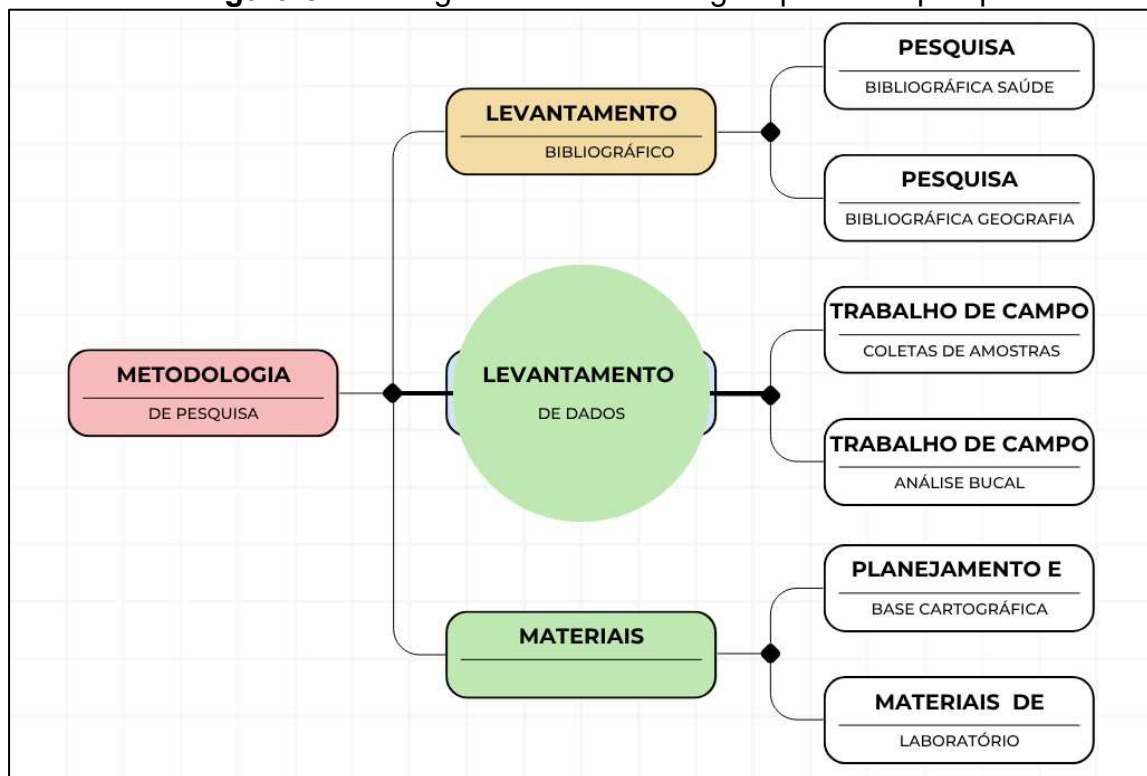 PESQUISA
BIBLIOGRÁFICA SAÚDE
LEVANTAMENTO
BIBLIOGRÁFICO
PESQUISA
BIBLIOGRÁFICA GEOGRAFIA
TRABALHO DE CAMPO
COLETAS DE AMOSTRAS
METODOLOGIA
DE PESQUISA
LEVANTAMENTO
DE DADOS
TRABALHO DE CAMPO
ANÁLISE BUCAL
PLANEJAMENTO E
BASE CARTOGRÁFICA
MATERIAIS
MATERIAIS DE
LABORATÓRIO